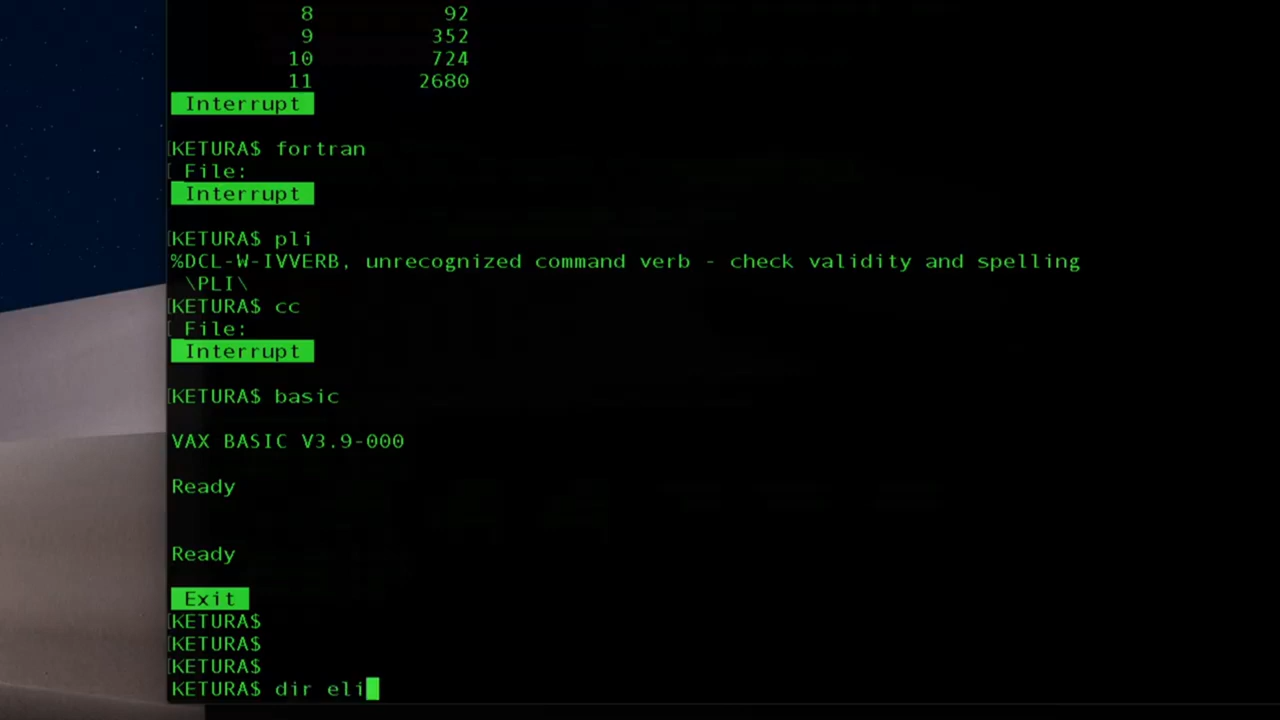 8 92
9 352
10 724
11 2680
Interrupt
KETURA$ fortran
File:
Interrupt
KETURA$ pli
%DCL-W-IVVERB, unrecognized command verb - check validity and spelling
\PLI\
KETURA$ cc
File:
Interrupt
KETURA$ basic
VAX BASIC V3.9-000
Ready
Ready
Exit
KETURA$
KETURA$
KETURA$
KETURA$ dir eli